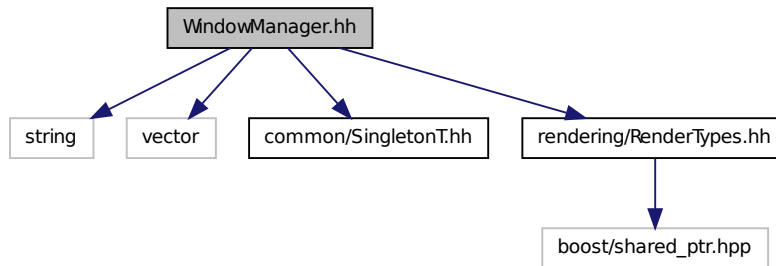 WindowManager.hh
string
vector
common/SingletonT.hh
rendering/RenderTypes.hh
boost/shared_ptr.hpp